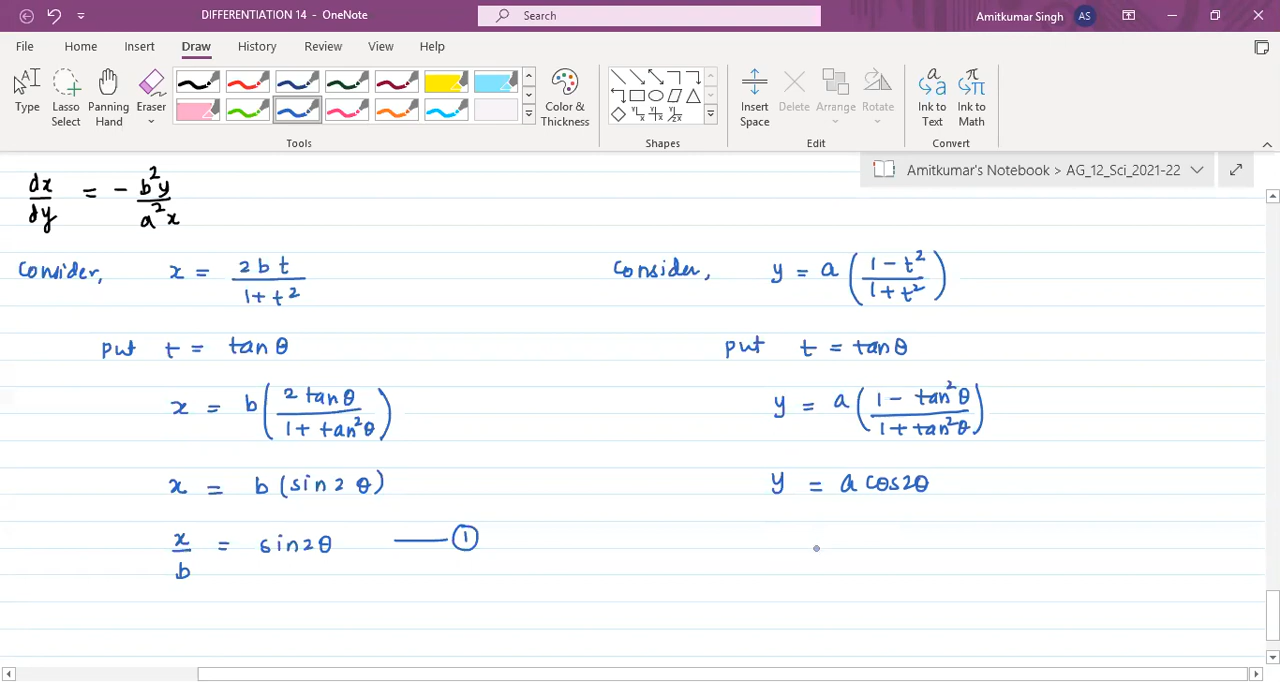 DIFFERENTIATION 14 - OneNote
Search
Amitkumar Singh AS
File Home Insert Draw History Review View Help
Type Lasso Select Panning Hand Eraser Color & Thickness Insert Space Delete Arrange Rotate Ink to Text Ink to Math
Tools Shapes Edit Convert
Amitkumar's Notebook > AG_12_Sci_2021-22
dx/dy = - b²y/a²x
Consider, x = 2bt/1+t²
put t = tanθ
x = b(2 tanθ/1+ tan²θ)
x = b (sin2θ)
x/b = sin2θ —— ①
Consider, y = a(1-t²/1+t²)
put t = tanθ
y = a(1 - tan²θ/1+tan²θ)
y = a cos2θ